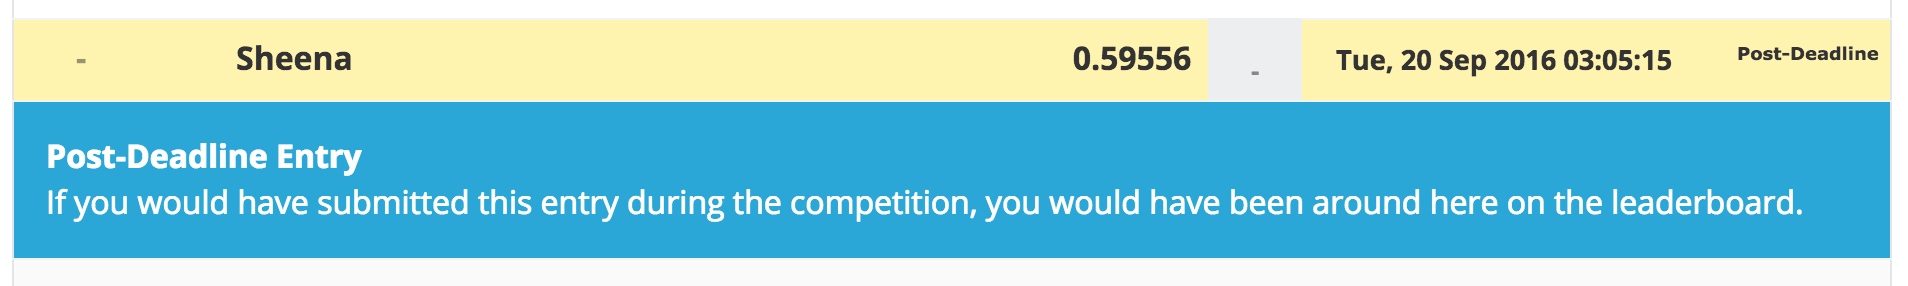 - Sheena 0.59556 - Tue, 20 Sep 2016 03:05:15 Post-Deadline
Post-Deadline Entry
If you would have submitted this entry during the competition, you would have been around here on the leaderboard.